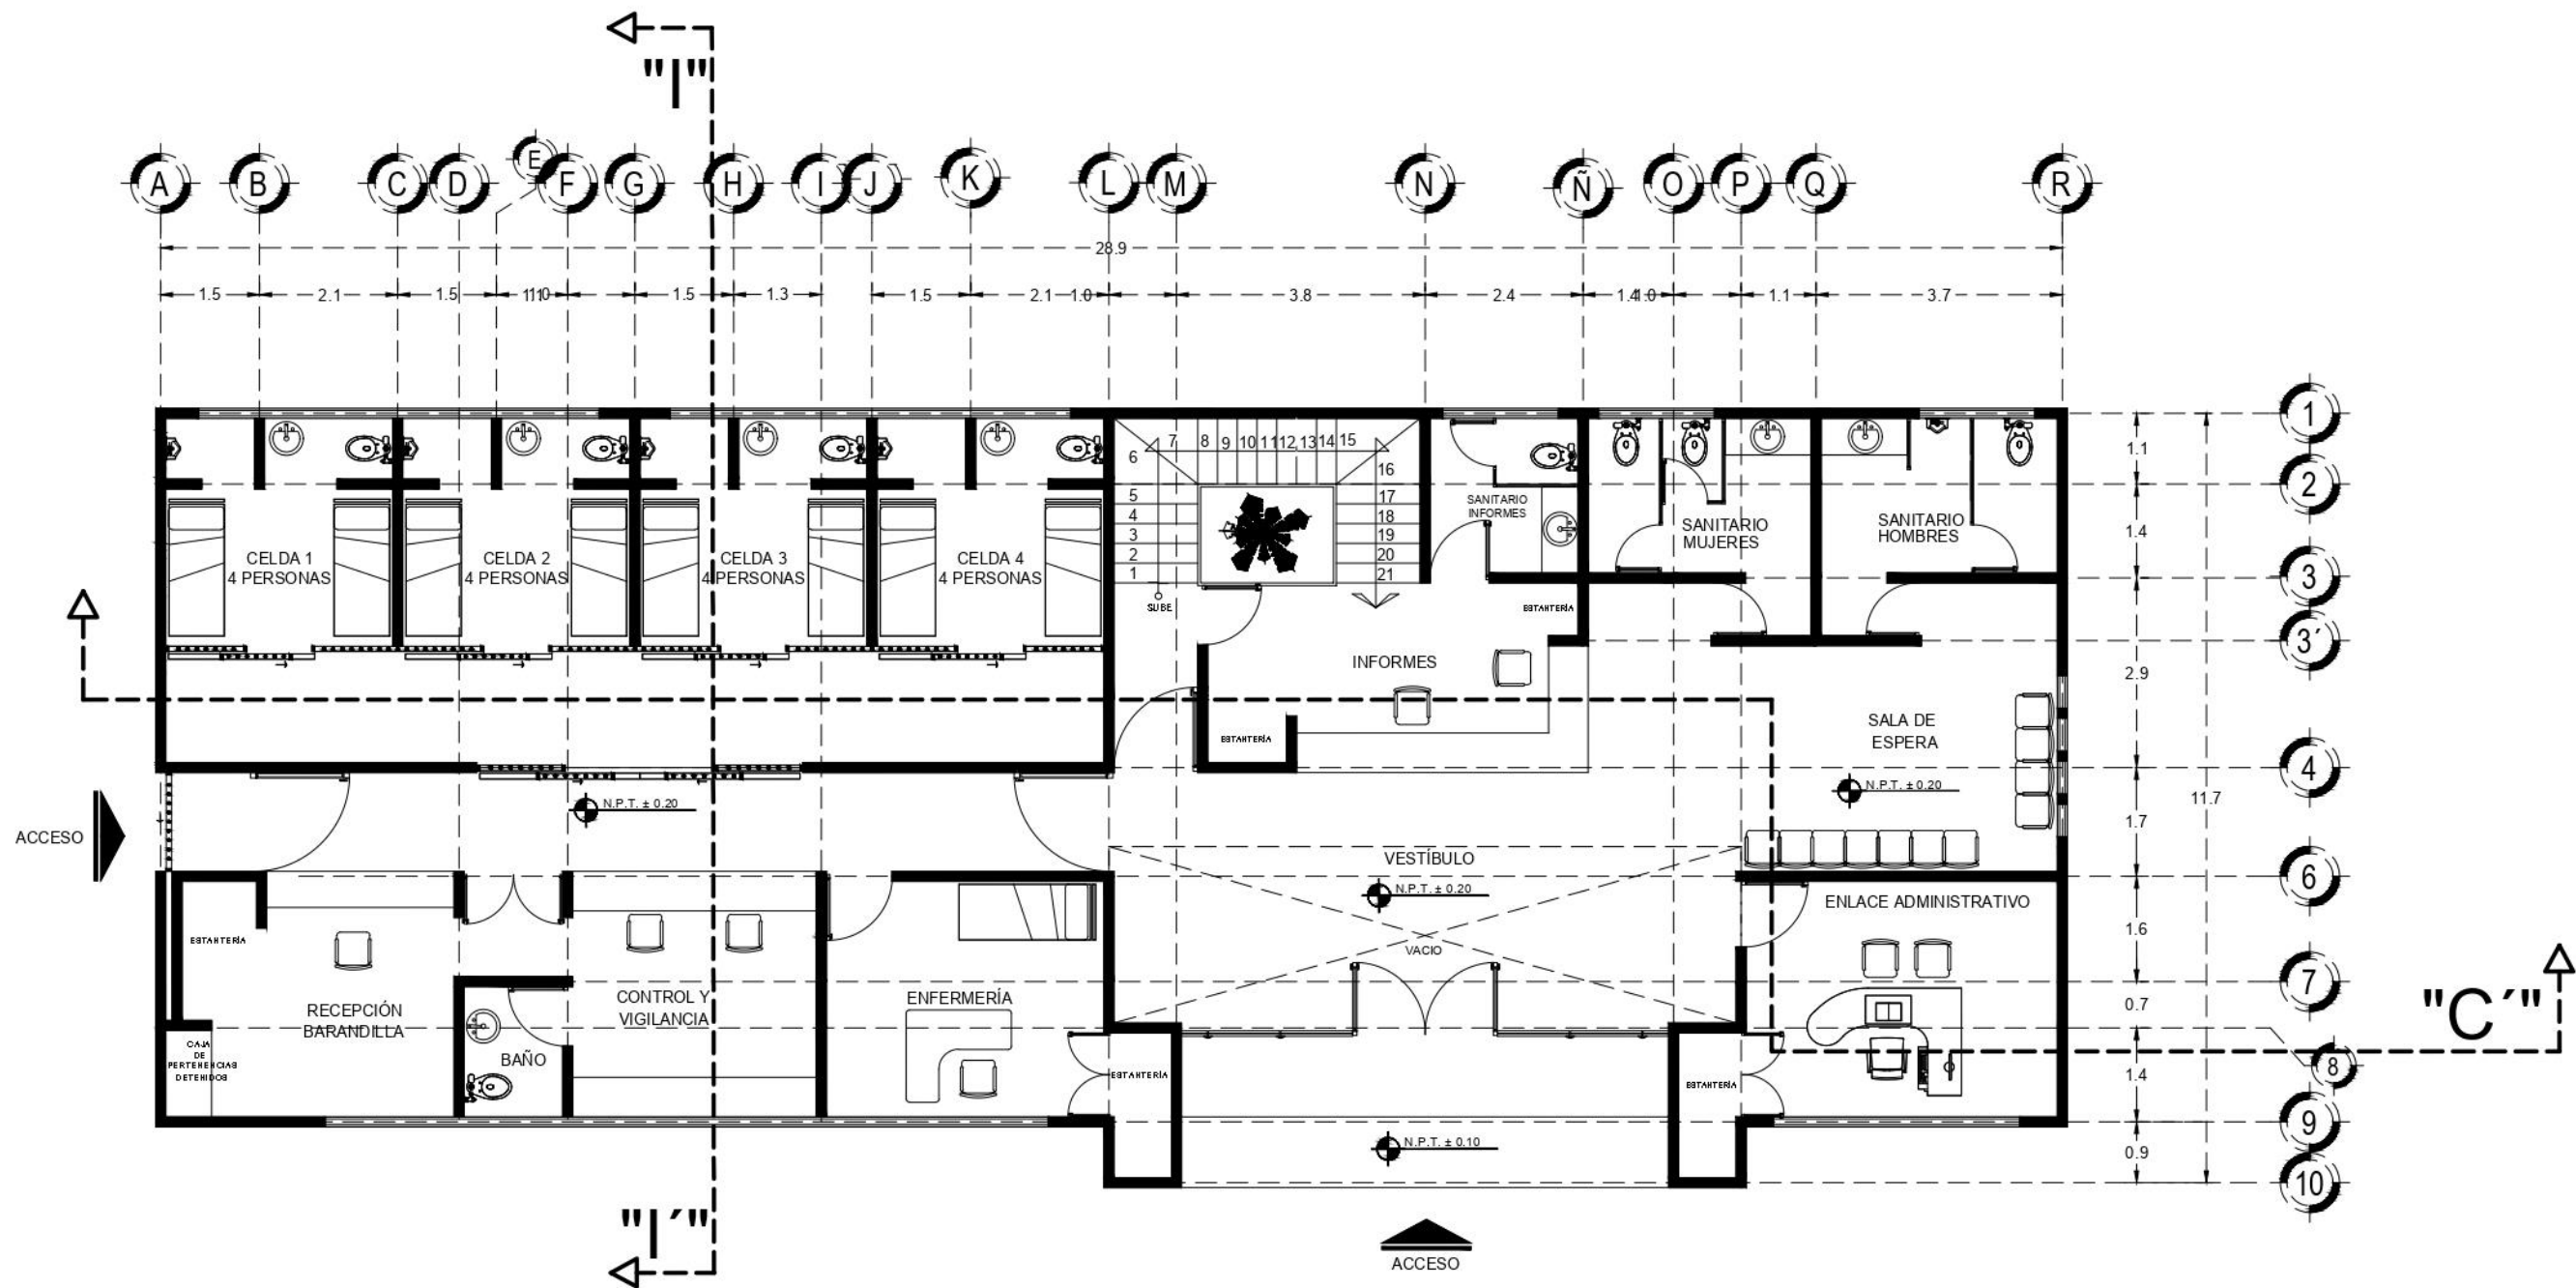 "I"
E
A
B
C
D
F
G
H
I
J
K
L
M
N
Ñ
O
P
Q
R
28.9
1.5
2.1
1.5
1.5
1.3
1.5
2.1
1.0
3.8
2.4
1.4
1.0
1.1
3.7
1
2
3
3´
4
6
7
8
9
10
1.1
1.4
2.9
1.7
1.6
0.7
1.4
0.9
11.7
CELDA 1
4 PERSONAS
CELDA 2
4 PERSONAS
CELDA 3
4 PERSONAS
CELDA 4
4 PERSONAS
7
8
9
10
11
12
13
14
15
6
16
5
17
4
18
3
19
2
20
1
21
SUBE
SANITARIO
INFORMES
SANITARIO
MUJERES
SANITARIO
HOMBRES
ESTANTERÍA
INFORMES
ESTANTERÍA
SALA DE
ESPERA
N.P.T. ± 0.20
N.P.T. ± 0.20
ACCESO
VESTÍBULO
N.P.T. ± 0.20
VACIO
ENLACE ADMINISTRATIVO
ESTANTERÍA
RECEPCIÓN
BARANDILLA
CONTROL Y
VIGILANCIA
ENFERMERÍA
CAJA
DE
PERTENENCIAS
DETENIDOS
BAÑO
ESTANTERÍA
ESTANTERÍA
"C´"
N.P.T. ± 0.10
"I´"
ACCESO